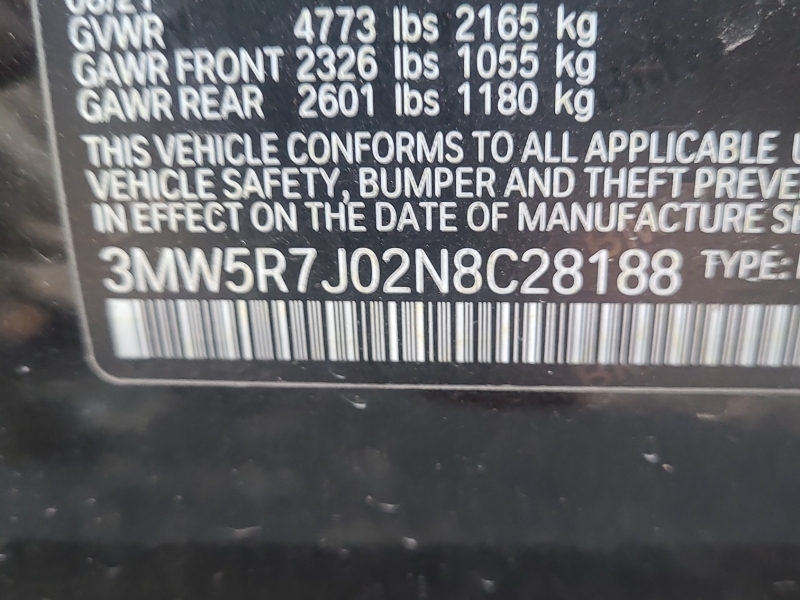 GVWR 4773 lbs 2165 kg
GAWR FRONT 2326 lbs 1055 kg
GAWR REAR 2601 lbs 1180 kg
THIS VEHICLE CONFORMS TO ALL APPLICABLE
VEHICLE SAFETY, BUMPER AND THEFT PREVE
IN EFFECT ON THE DATE OF MANUFACTURE
3MW5R7J02N8C28188 TYPE: